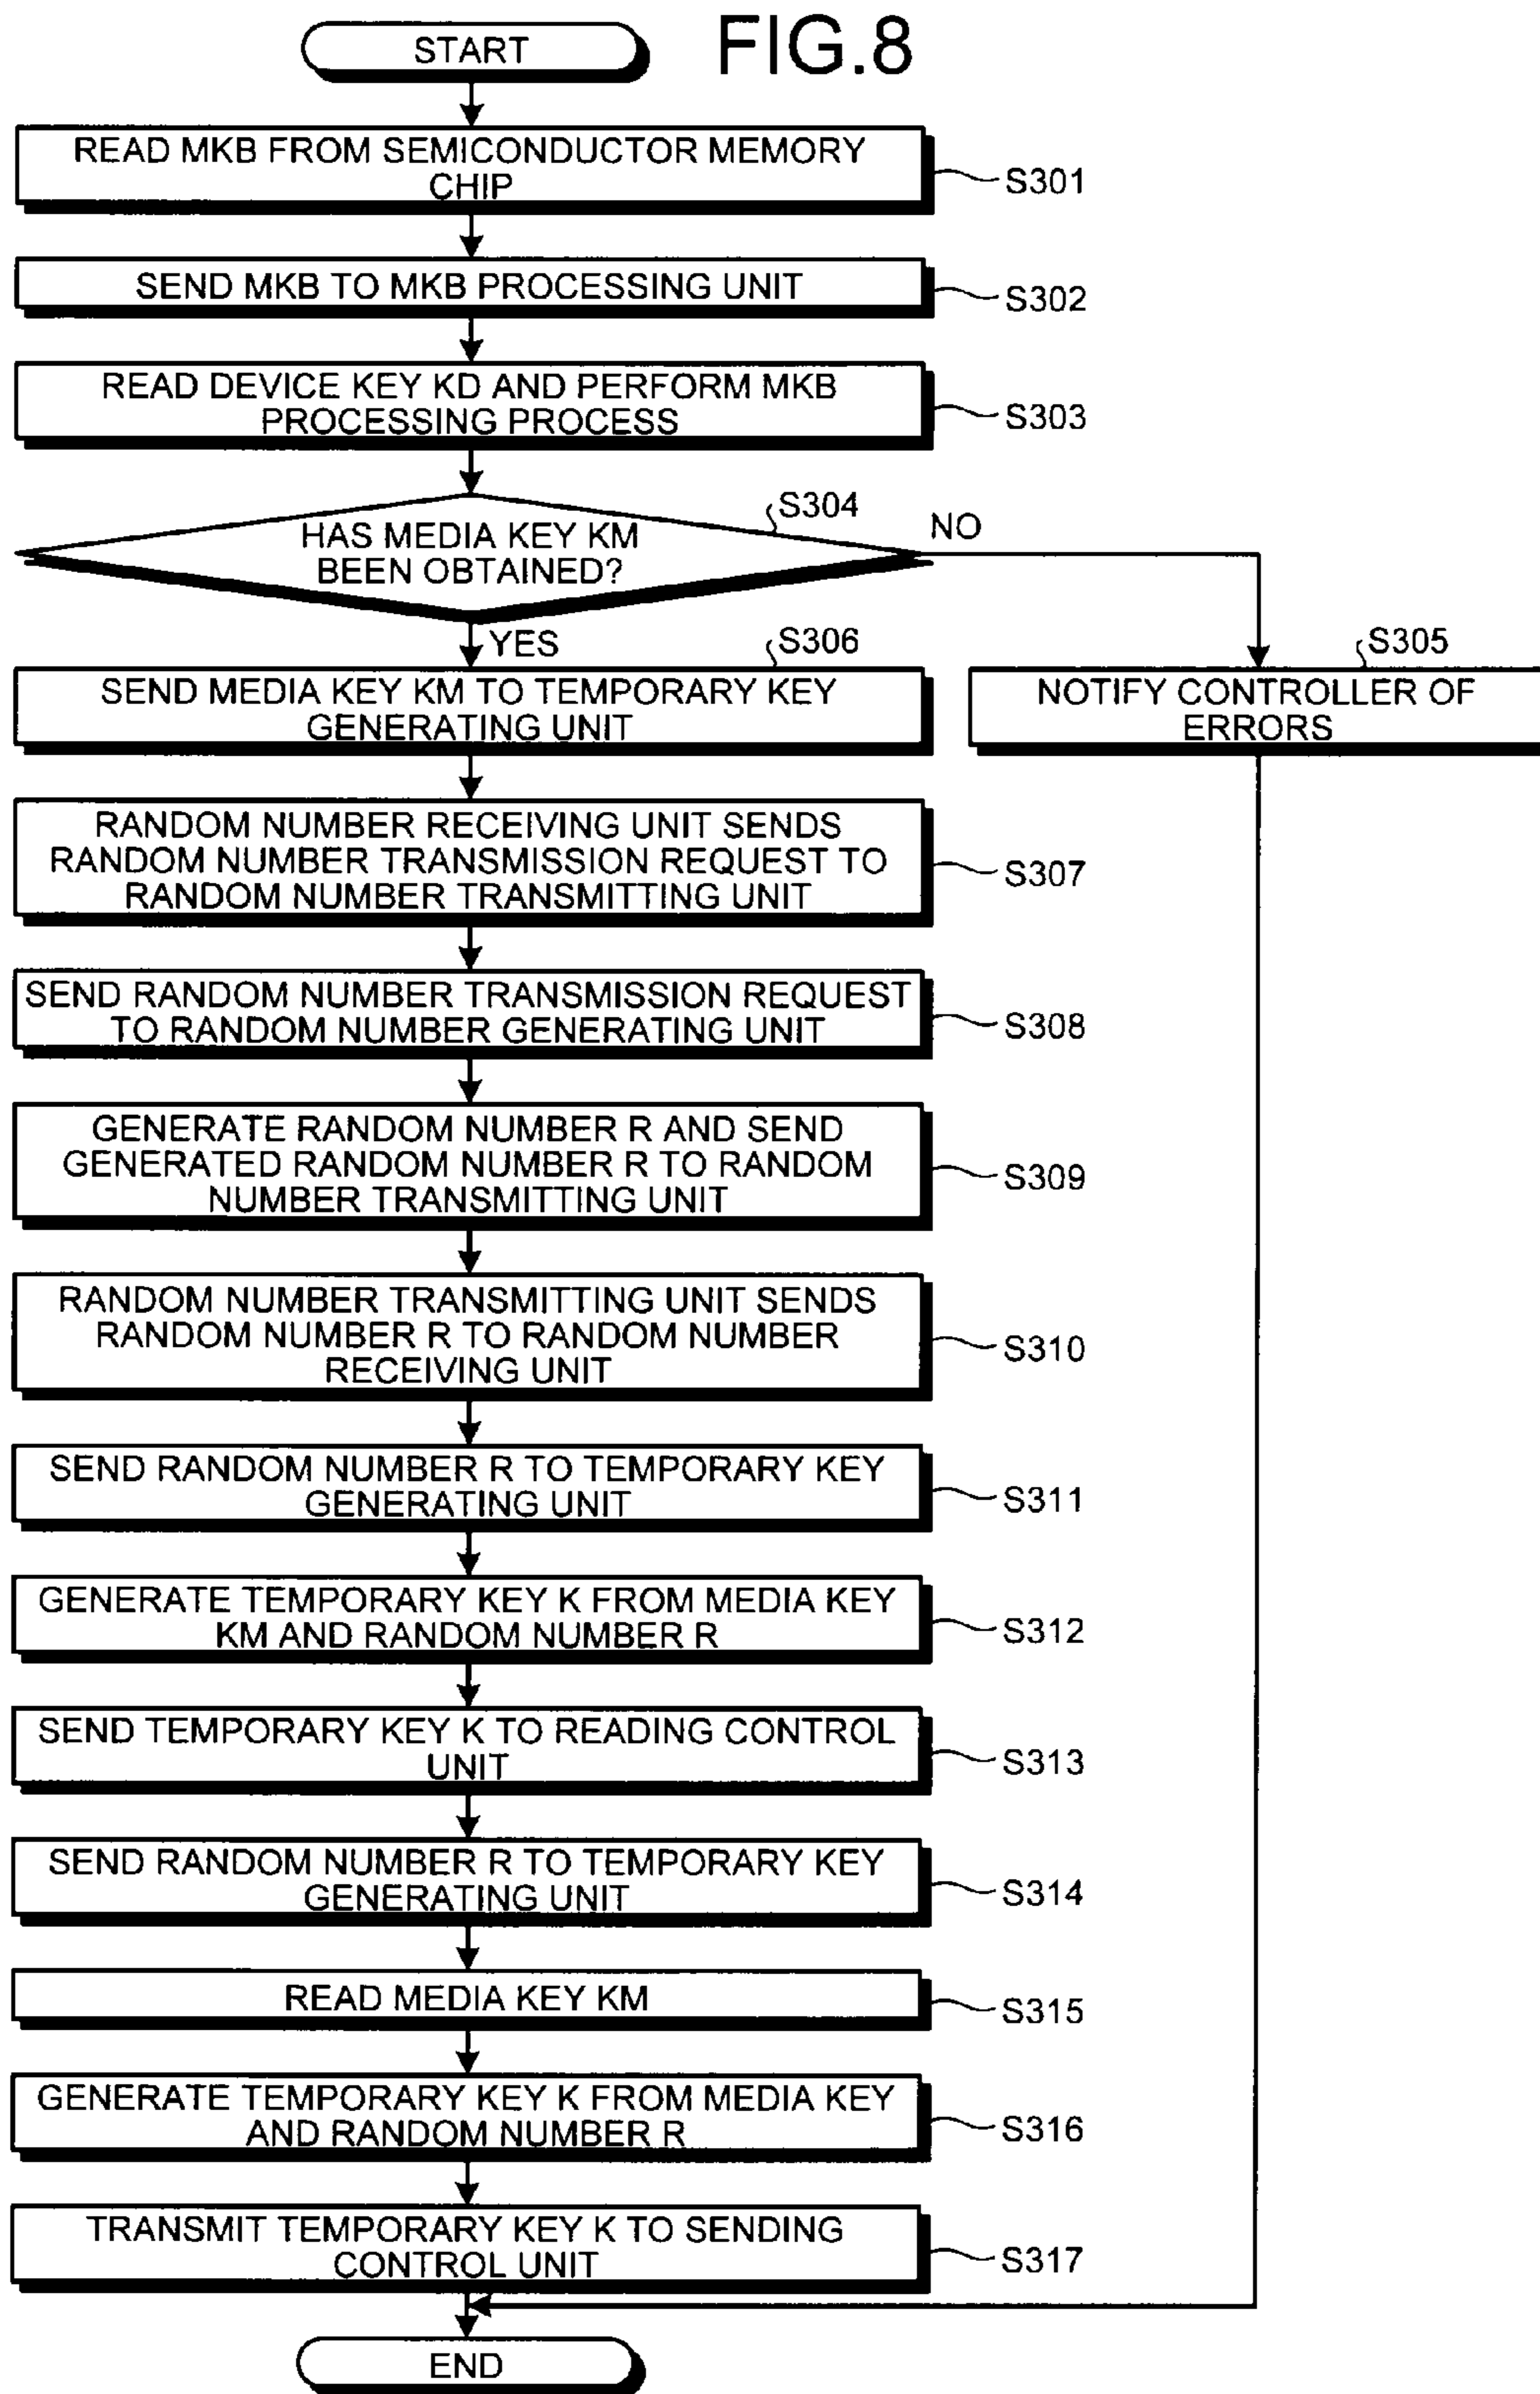 FIG.8
START
READ MKB FROM SEMICONDUCTOR MEMORY
CHIP
S301
SEND MKB TO MKB PROCESSING UNIT
S302
READ DEVICE KEY KD AND PERFORM MKB
PROCESSING PROCESS
S303
S304
HAS MEDIA KEY KM
BEEN OBTAINED?
NO
YES
S306
SEND MEDIA KEY KM TO TEMPORARY KEY
GENERATING UNIT
S305
NOTIFY CONTROLLER OF
ERRORS
RANDOM NUMBER RECEIVING UNIT SENDS
RANDOM NUMBER TRANSMISSION REQUEST TO
RANDOM NUMBER TRANSMITTING UNIT
S307
SEND RANDOM NUMBER TRANSMISSION REQUEST
TO RANDOM NUMBER GENERATING UNIT
S308
GENERATE RANDOM NUMBER R AND SEND
GENERATED RANDOM NUMBER R TO RANDOM
NUMBER TRANSMITTING UNIT
S309
RANDOM NUMBER TRANSMITTING UNIT SENDS
RANDOM NUMBER R TO RANDOM NUMBER
RECEIVING UNIT
S310
SEND RANDOM NUMBER R TO TEMPORARY KEY
GENERATING UNIT
S311
GENERATE TEMPORARY KEY K FROM MEDIA KEY
KM AND RANDOM NUMBER R
S312
SEND TEMPORARY KEY K TO READING CONTROL
UNIT
S313
SEND RANDOM NUMBER R TO TEMPORARY KEY
GENERATING UNIT
S314
READ MEDIA KEY KM
S315
GENERATE TEMPORARY KEY K FROM MEDIA KEY
AND RANDOM NUMBER R
S316
TRANSMIT TEMPORARY KEY K TO SENDING
CONTROL UNIT
S317
END